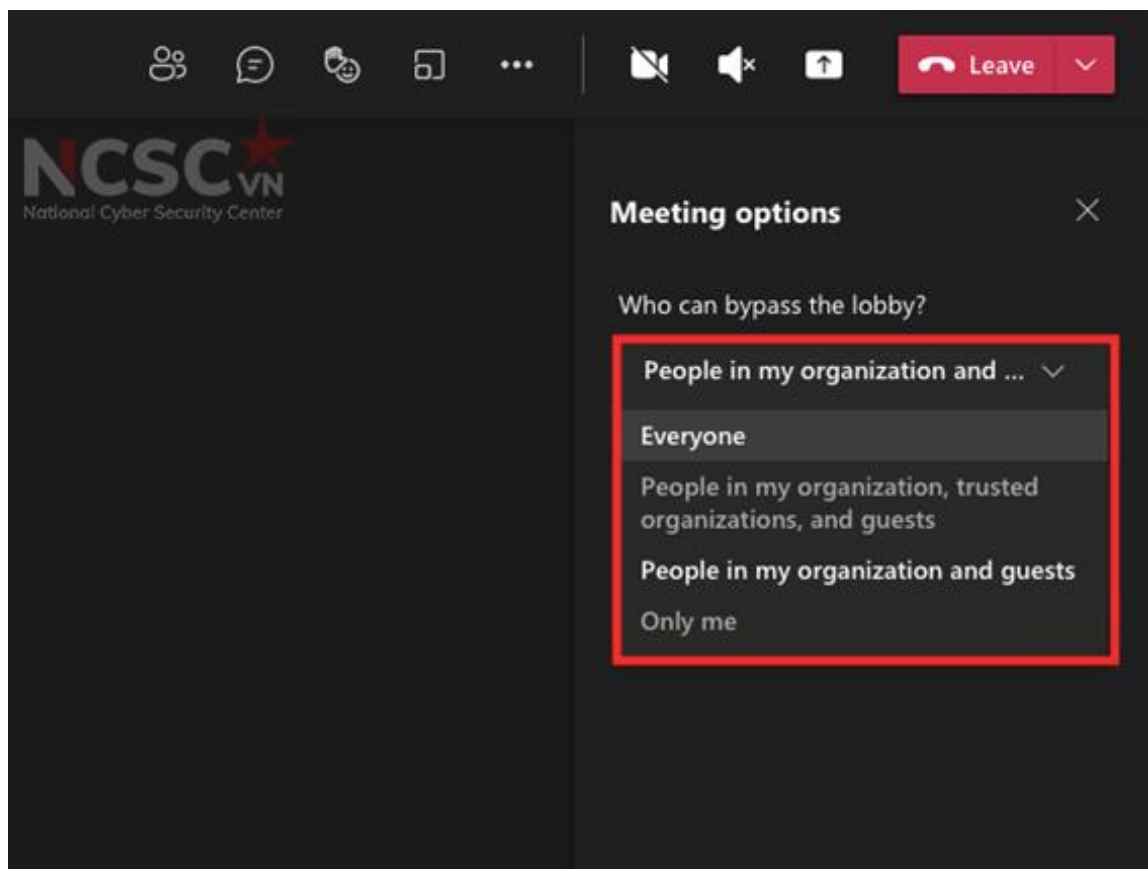 Leave
NCSC VN
National Cyber Security Center
Meeting options
Who can bypass the lobby?
People in my organization and ...
Everyone
People in my organization, trusted
organizations, and guests
People in my organization and guests
Only me